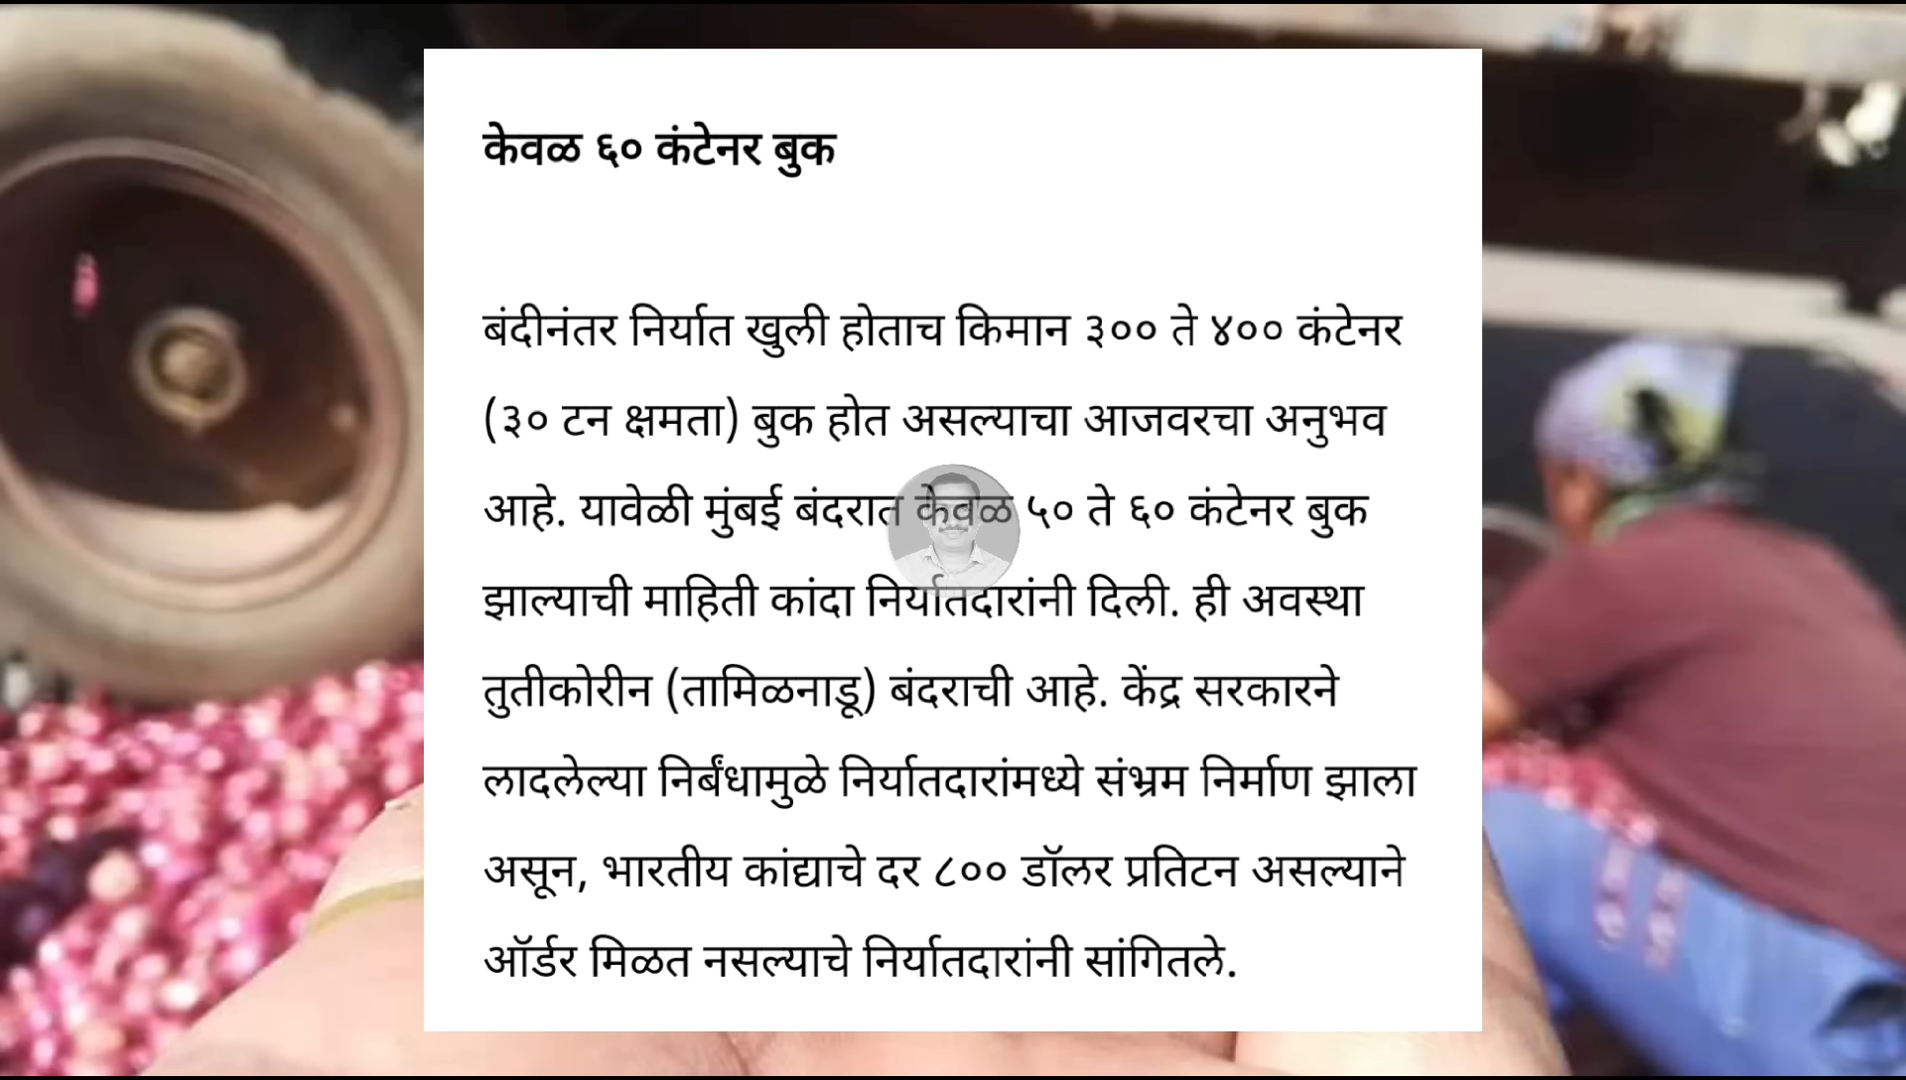 केवळ ६० कंटेनर बुक
बंदीनंतर निर्यात खुली होताच किमान ३०० ते ४०० कंटेनर
(३० टन क्षमता) बुक होत असल्याचा आजवरचा अनुभव
आहे. यावेळी मुंबई बंदरात केवळ ५० ते ६० कंटेनर बुक
झाल्याची माहिती कांदा निर्यातदारांनी दिली. ही अवस्था
तुतीकोरीन (तामिळनाडू) बंदराची आहे. केंद्र सरकारने
लादलेल्या निर्बंधामुळे निर्यातदारांमध्ये संभ्रम निर्माण झाला
असून, भारतीय कांद्याचे दर ८०० डॉलर प्रतिटन असल्याने
ऑर्डर मिळत नसल्याचे निर्यातदारांनी सांगितले.